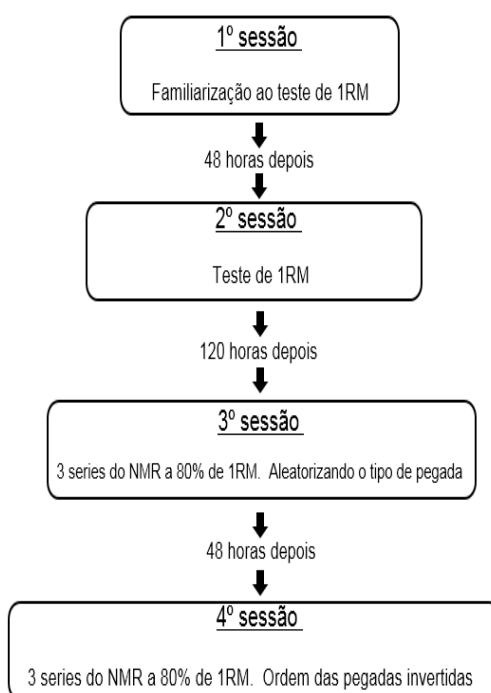 1º sessão
Familiarização ao teste de 1RM
48 horas depois
2º sessão
Teste de 1RM
120 horas depois
3º sessão
3 series do NMR a 80% de 1RM. Aleatorizando o tipo de pegada
48 horas depois
4º sessão
3 series do NMR a 80% de 1RM. Ordem das pegadas invertidas